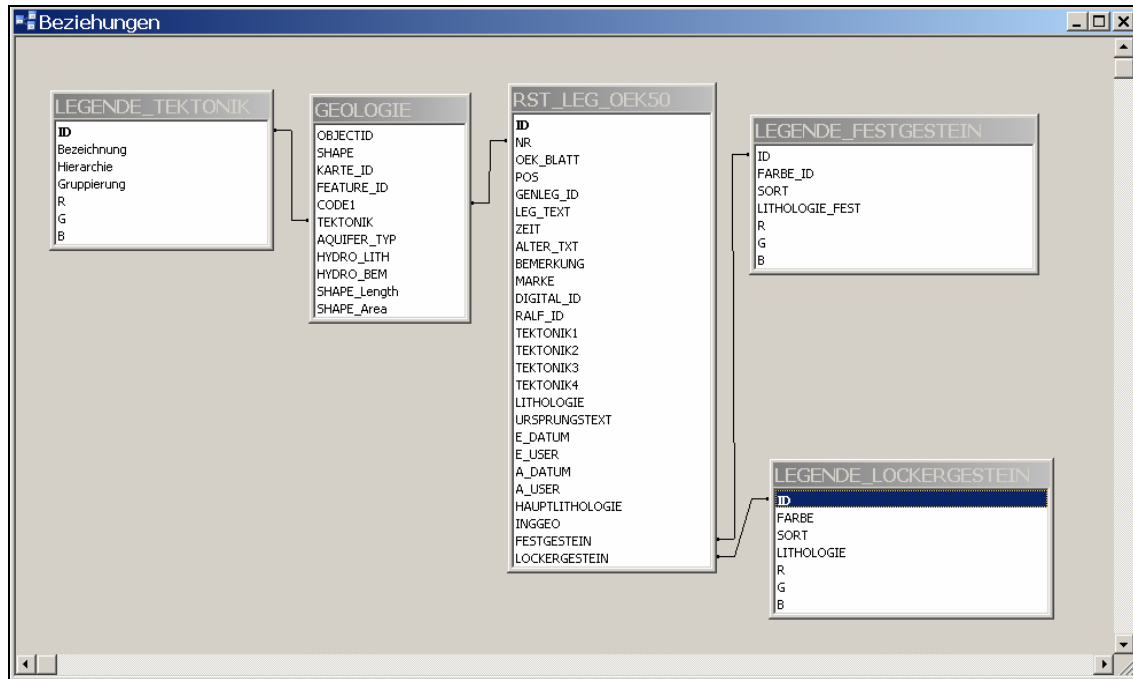 Beziehungen
LEGENDE_TEKTONIK
ID
Bezeichnung
Hierarchie
Gruppierung
R
G
B
GEOLOGIE
OBJECTID
SHAPE
KARTE_ID
FEATURE_ID
CODE1
TEKTONIK
AQUIFER_TYP
HYDRO_LITH
HYDRO_BEM
SHAPE_Length
SHAPE_Area
RST_LEG_OEK50
ID
NR
OEK_BLATT
POS
GENLEG_ID
LEG_TEXT
ZEIT
ALTER_TXT
BEMERKUNG
MARKE
DIGITAL_ID
RALF_ID
TEKTONIK1
TEKTONIK2
TEKTONIK3
TEKTONIK4
LITHOLOGIE
URSPRUNGSTEXT
E_DATUM
E_USER
A_DATUM
A_USER
HAUPTLITHOLOGIE
INGGEO
FESTGESTEIN
LOCKERGESTEIN
LEGENDE_FESTGESTEIN
ID
FARBE_ID
SORT
LITHOLOGIE_FEST
R
G
B
LEGENDE_LOCKERGESTEIN
ID
FARBE
SORT
LITHOLOGIE
R
G
B